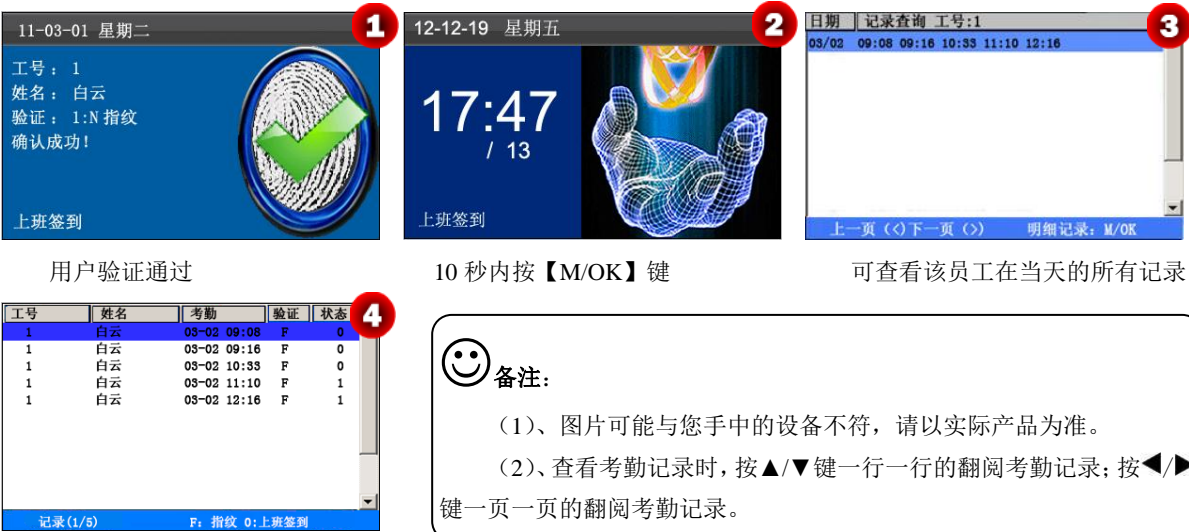 11-03-01 星期二
1
工号： 1
姓名： 白云
验证： 1:N 指纹
确认成功！
上班签到
用户验证通过
12-12-19 星期五
2
17:47
/ 13
上班签到
10 秒内按【M/OK】键
日期 记录查询 工号:1
3
03/02 09:08 09:16 10:33 11:10 12:16
上一页 (<)下一页 (>) 明细记录: M/OK
可查看该员工在当天的所有记录
工号 姓名 考勤 验证 状态
4
1 白云 03-02 09:08 F 0
1 白云 03-02 09:16 F 0
1 白云 03-02 10:33 F 0
1 白云 03-02 11:10 F 1
1 白云 03-02 12:16 F 1
记录(1/5) F: 指纹 0:上班签到
备注：
（1）、图片可能与您手中的设备不符，请以实际产品为准。
（2）、查看考勤记录时，按▲/▼键一行一行的翻阅考勤记录；按◀/▶
键一页一页的翻阅考勤记录。